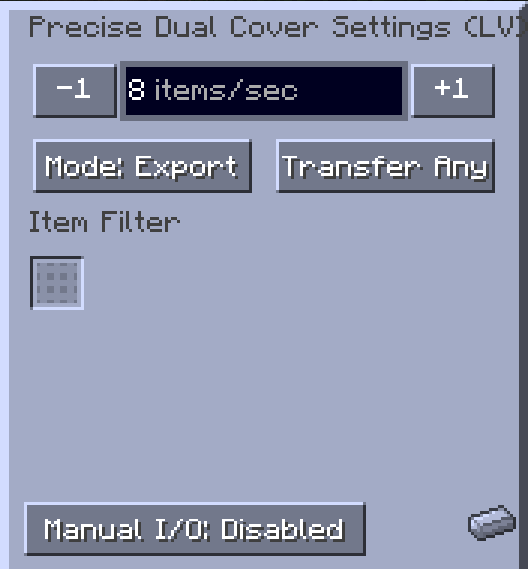 Precise Dual Cover Settings (LV)
-1 8 items/sec +1
Mode: Export Transfer Any
Item Filter
Manual I/O: Disabled